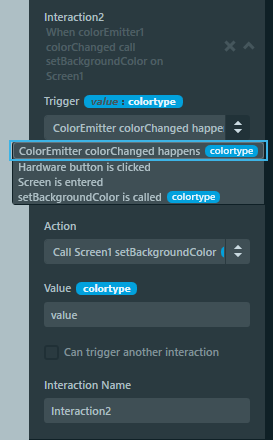 Interaction2
When colorEmitter1
colorChanged call
setBackgroundColor on
Screen1
Trigger value : colortype
ColorEmitter colorChanged happe
ColorEmitter colorChanged happens colortype
Hardware button is clicked
Screen is entered
setBackgroundColor is called colortype
Action
Call Screen1 setBackgroundColor
Value colortype
value
Can trigger another interaction
Interaction Name
Interaction2